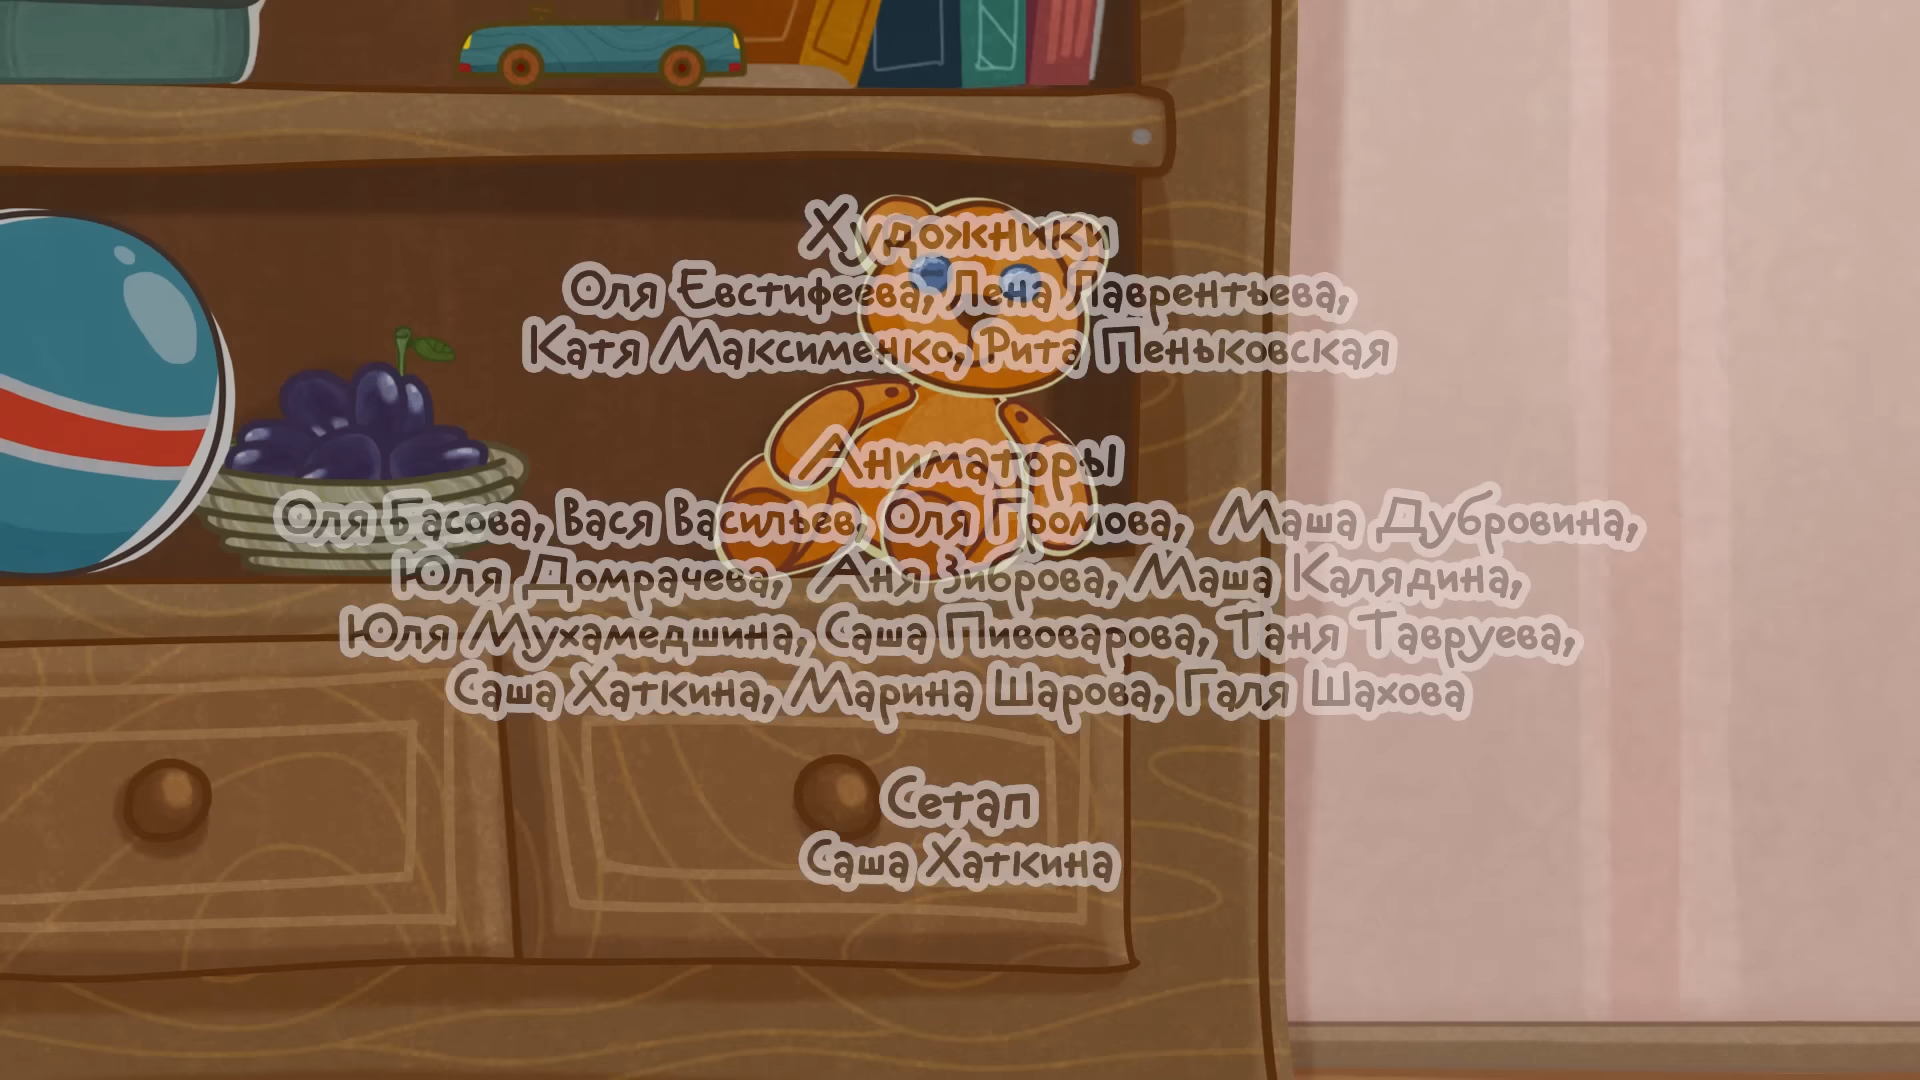 Художники
Оля Евстифеева, Лена Лаврентьева,
Катя Максименко, Рита Пеньковская
Аниматоры
Оля Басова, Вася Васильев, Оля Громова, Маша Дубровина,
Юля Домрачева, Аня Зиброва, Маша Калядина,
Юля Мухамедшина, Саша Пивоварова, Таня Тавруева,
Саша Хаткина, Марина Шарова, Галя Шахова
Сетап
Саша Хаткина